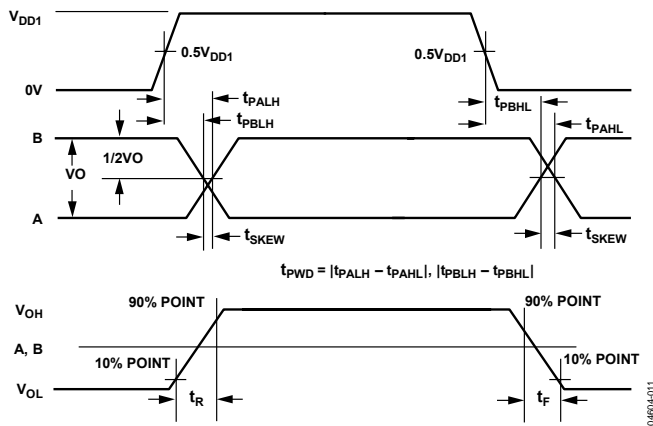 VDD1
0.5VDD1
0.5VDD1
0V
tPALH
tPBLH
tPBHL
tPAHL
B
1/2VO
VO
A
tSKEW
tSKEW
tPWD = |tPALH – tPAHL|, |tPBLH – tPBHL|
90% POINT
90% POINT
VOH
A, B
10% POINT
10% POINT
VOL
tR
tF
04604-011